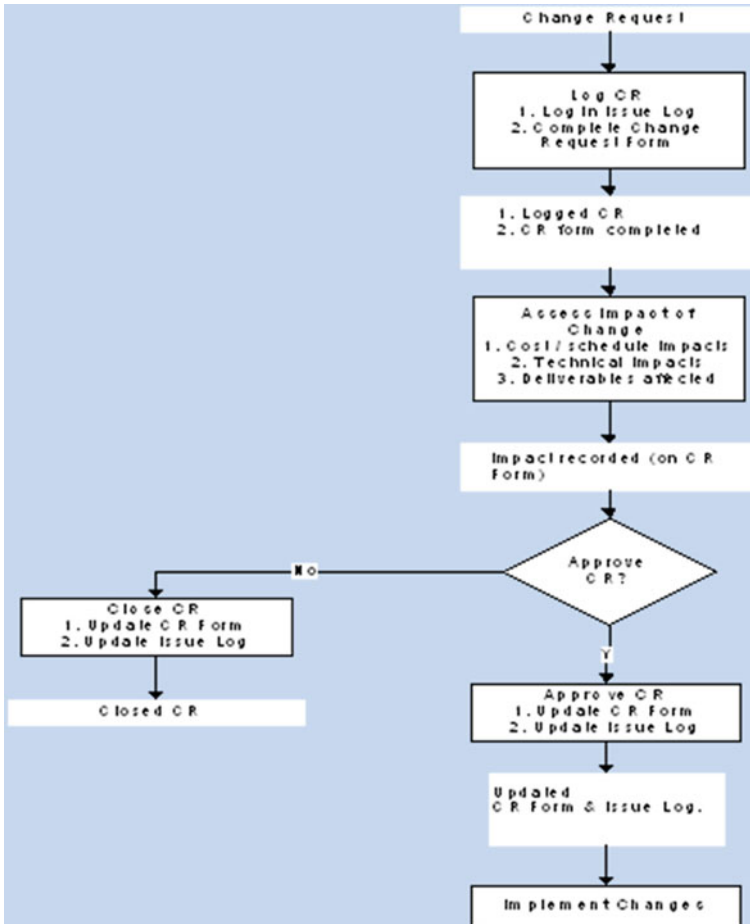 Change Request
Log CR
1. Log in Issue Log
2. Complete Change
Request Form
1. Logged CR
2. CR form completed
Assess Impact of
Change
1. Cost / schedule Impacts
2. Technical Impacts
3. Deliverables affected
Impact recorded (on CR
Form)
Approve
CR?
No
Close CR
1. Update CR Form
2. Update Issue Log
Closed CR
Y
Approve CR
1. Update CR Form
2. Update Issue Log
Updated
CR Form & Issue Log.
Implement Changes